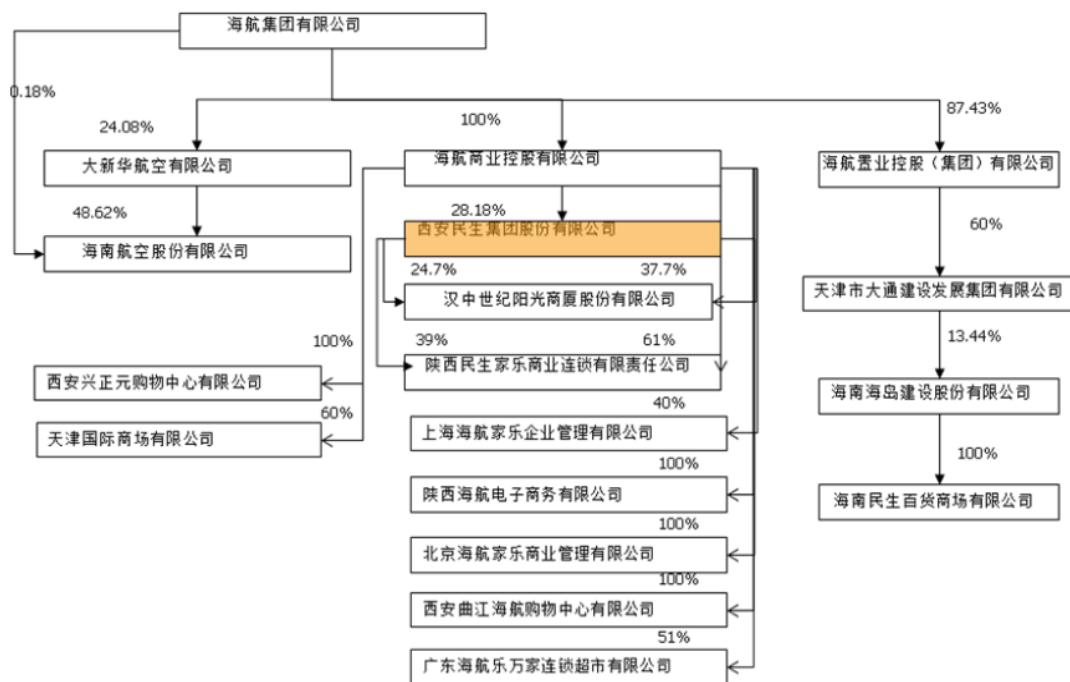 海航集团有限公司
0.18%
24.08%
100%
87.43%
大新华航空有限公司
海航商业控股有限公司
海航置业控股（集团）有限公司
48.62%
28.18%
60%
海南航空股份有限公司
西安民生集团股份有限公司
24.7%
37.7%
汉中世纪阳光商厦股份有限公司
天津市大通建设发展集团有限公司
100%
39%
61%
13.44%
西安兴正元购物中心有限公司
陕西民生家乐商业连锁有限责任公司
海南海岛建设股份有限公司
60%
40%
天津国际商场有限公司
上海海航家乐企业管理有限公司
100%
100%
陕西海航电子商务有限公司
海南民生百货商场有限公司
100%
北京海航家乐商业管理有限公司
100%
西安曲江海航购物中心有限公司
51%
广东海航乐万家连锁超市有限公司